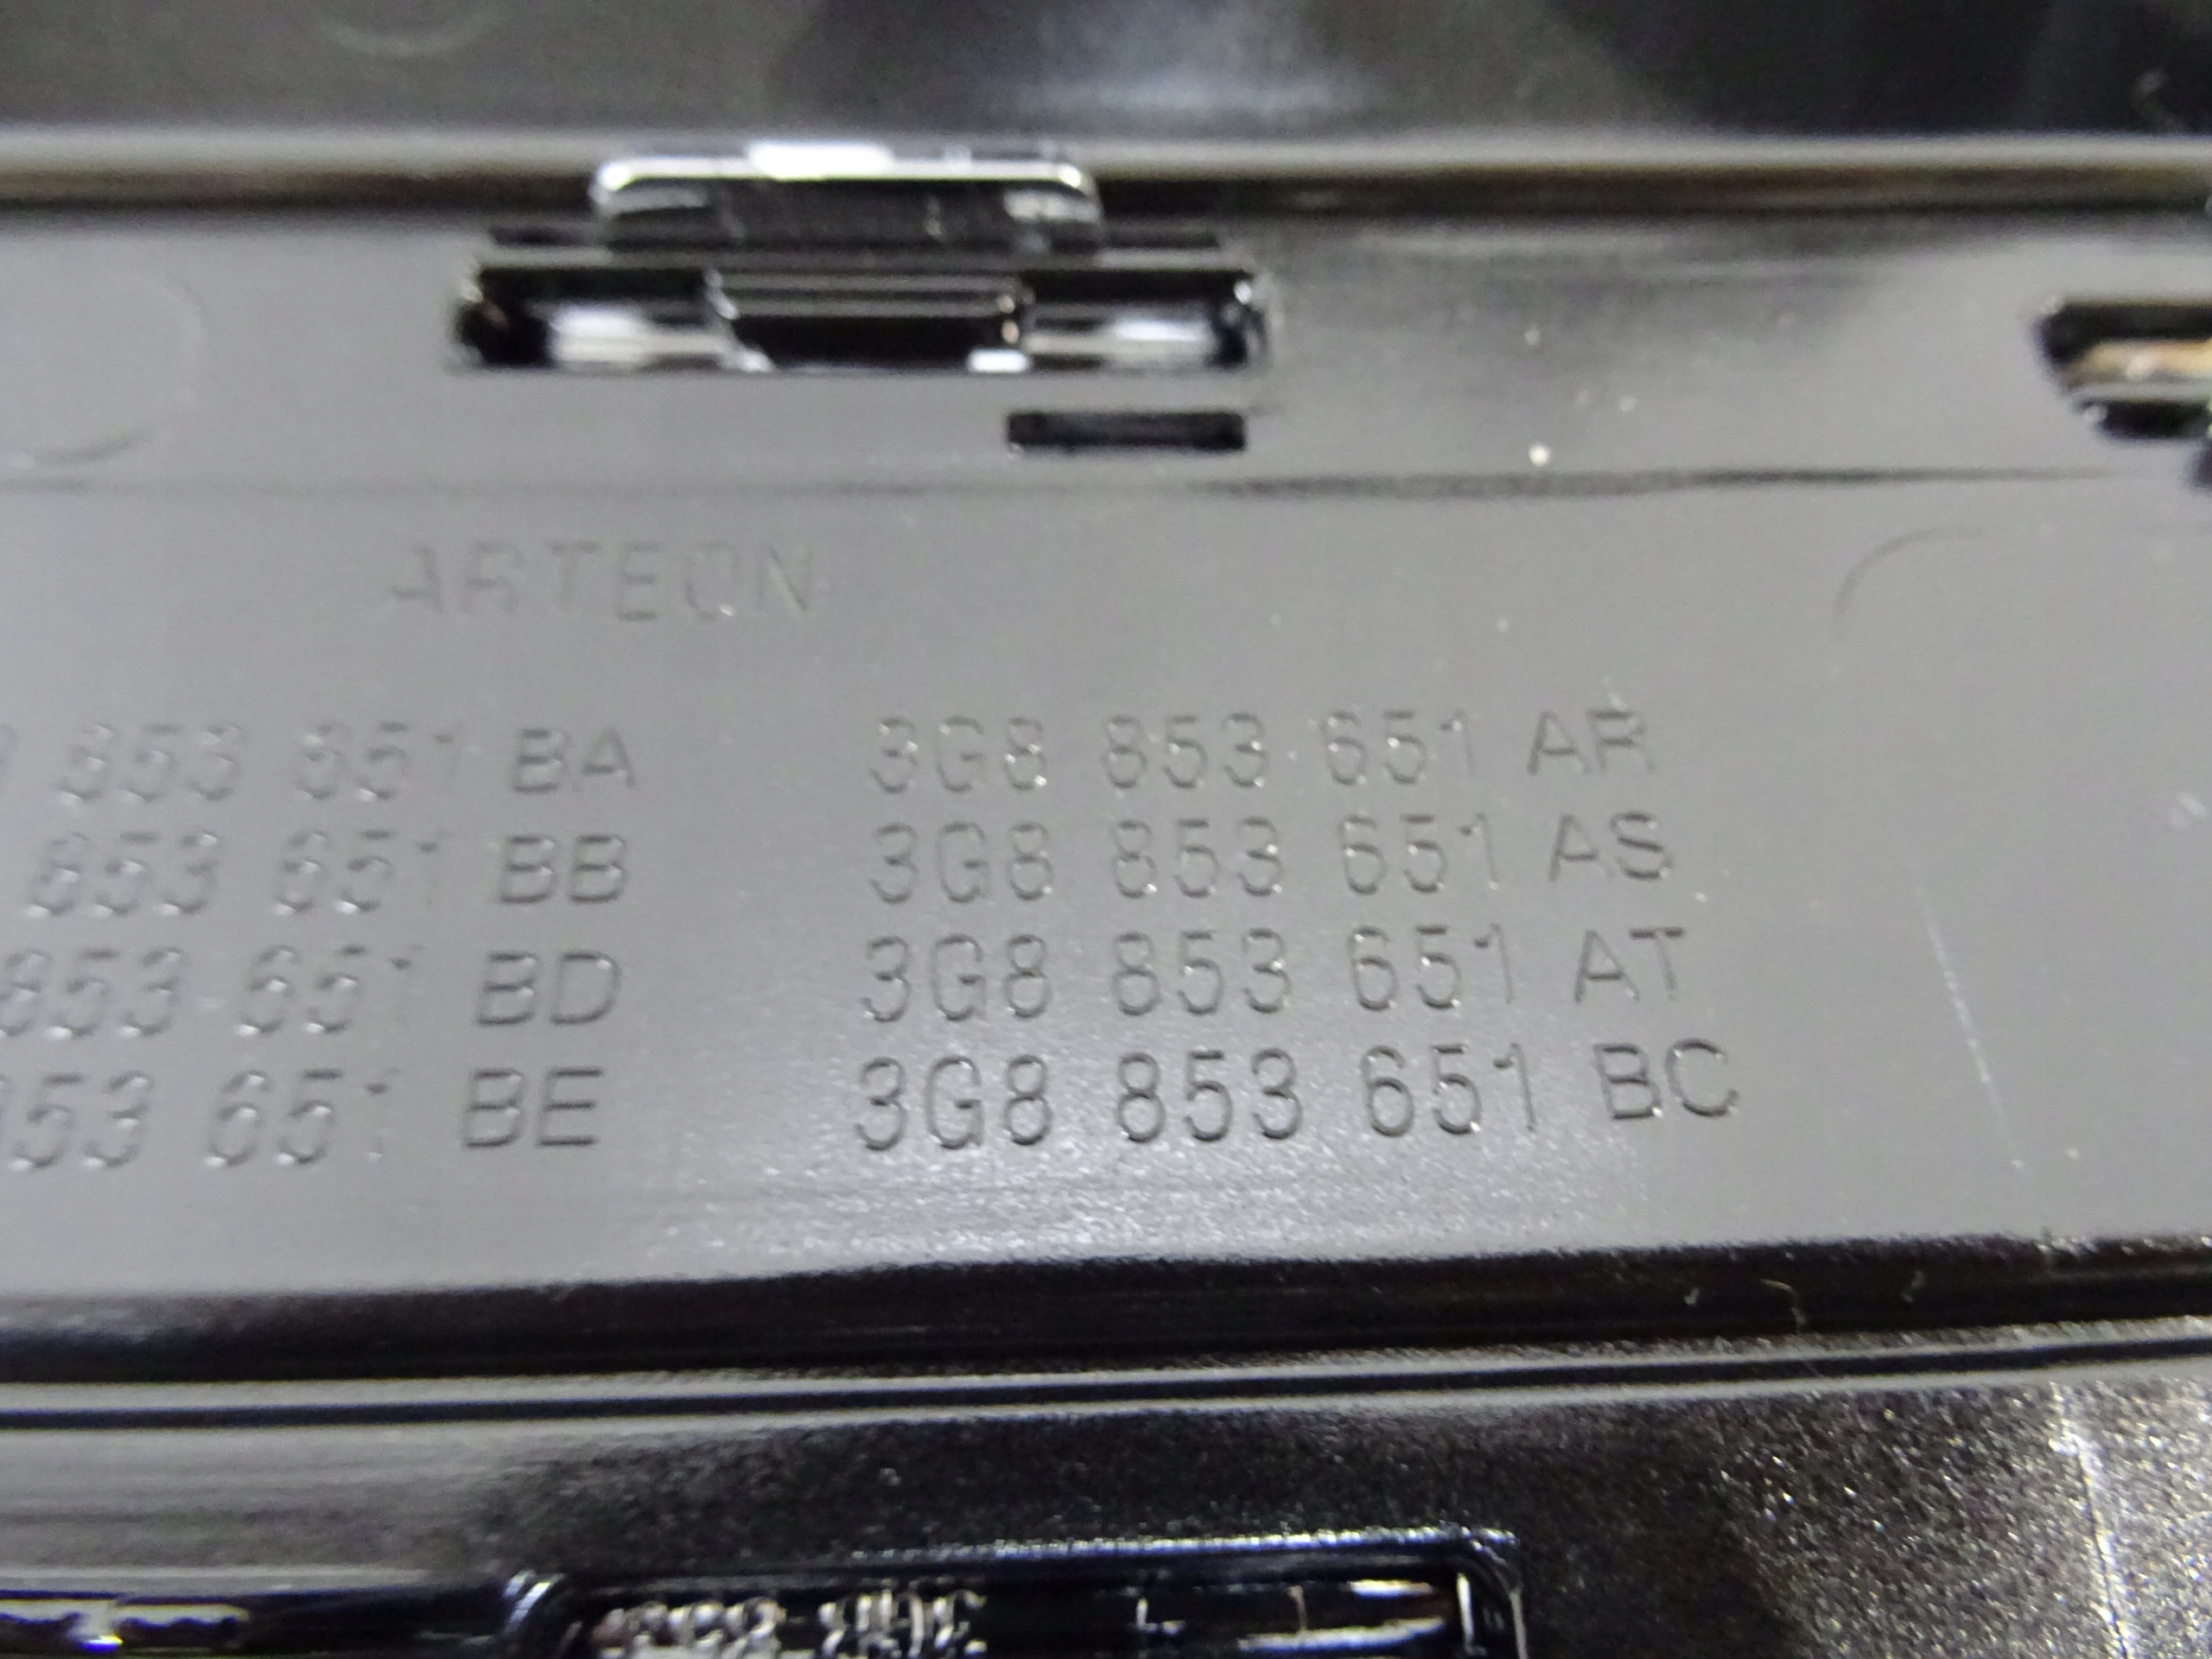 ARTEON
853 651 BA 3G8 853 651 AR
853 651 BB 3G8 853 651 AS
853 651 BD 3G8 853 651 AT
53 651 BE 3G8 853 651 BC